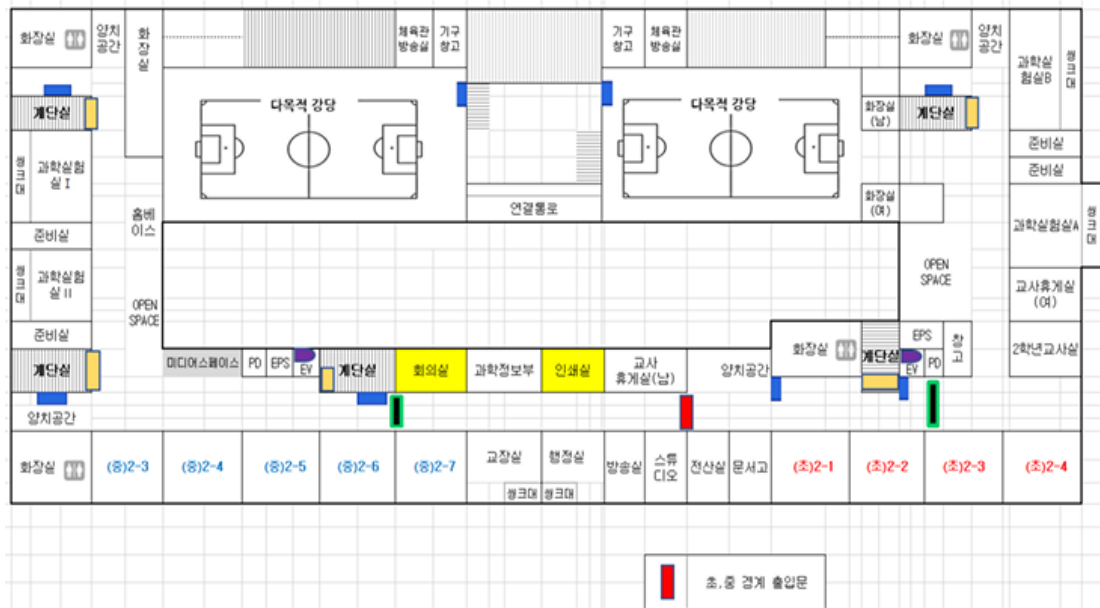 화장실
양치
공간
화
장
실
체육관
방송실
기구
창고
기구
창고
체육관
방송실
화장실
양치
공간
과학실
험실B
씽
크
대
계단실
다목적 강당
다목적 강당
화장실
(남)
계단실
씽
크
대
과학실험
실 I
준비실
준비실
홈베
이스
연결통로
화장실
(여)
과학실험실A
씽
크
대
준비실
씽
크
대
과학실험
실 II
OPEN
SPACE
OPEN
SPACE
교사휴게실
(여)
준비실
계단실
미디어스페이스
PD
EPS
EV
계단실
회의실
과학정보부
인쇄실
교사
휴게실(남)
양치공간
화장실
계단실
EPS
EV
PD
창
고
2학년교사실
양치공간
화장실
(중)2-3
(중)2-4
(중)2-5
(중)2-6
(중)2-7
교장실
행정실
씽크대
씽크대
방송실
스튜
디오
전산실
문서고
(초)2-1
(초)2-2
(초)2-3
(초)2-4
초,중 경계 출입문